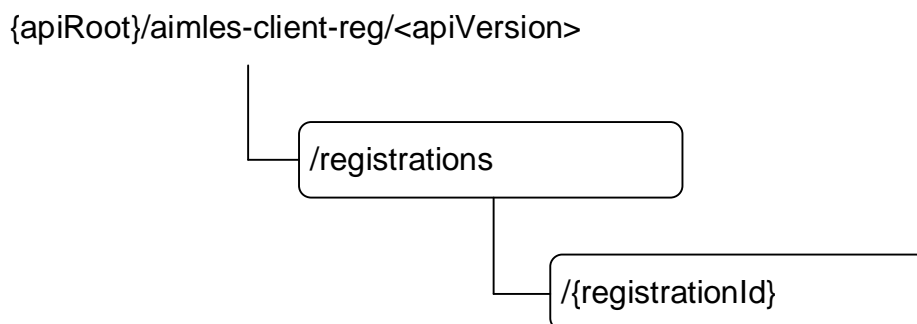 {apiRoot}/aimles-client-reg/<apiVersion>
/registrations
/{registrationId}